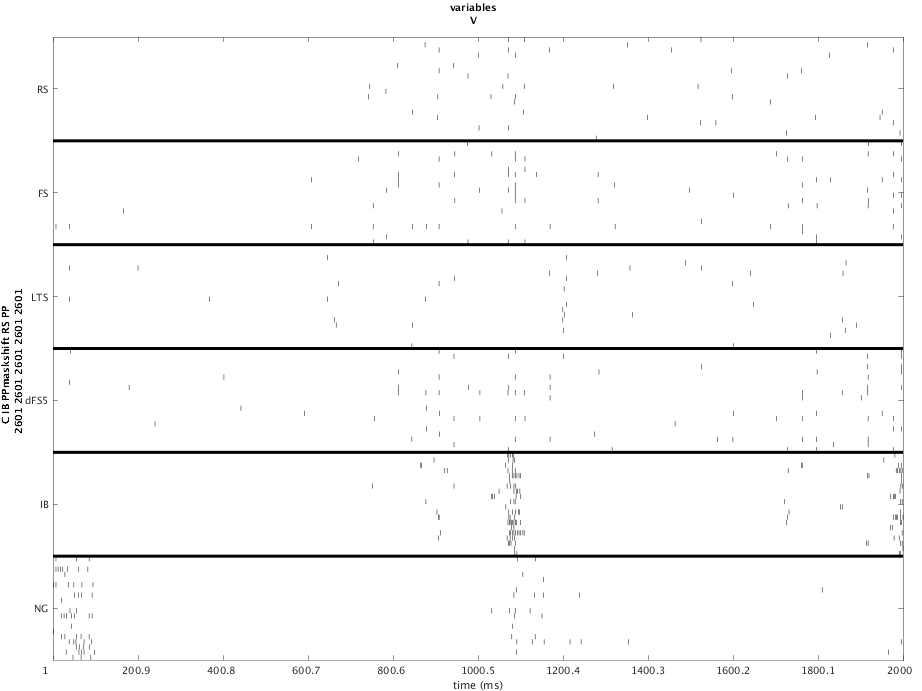 variables
V
RS
FS
LTS
dFS5
IB
NG
C IB PPmaskshift RS PP
2601 2601 2601 2601 2601
1 200.9 400.8 600.7 800.6 1000.5 1200.4 1400.3 1600.2 1800.1 2000
time (ms)